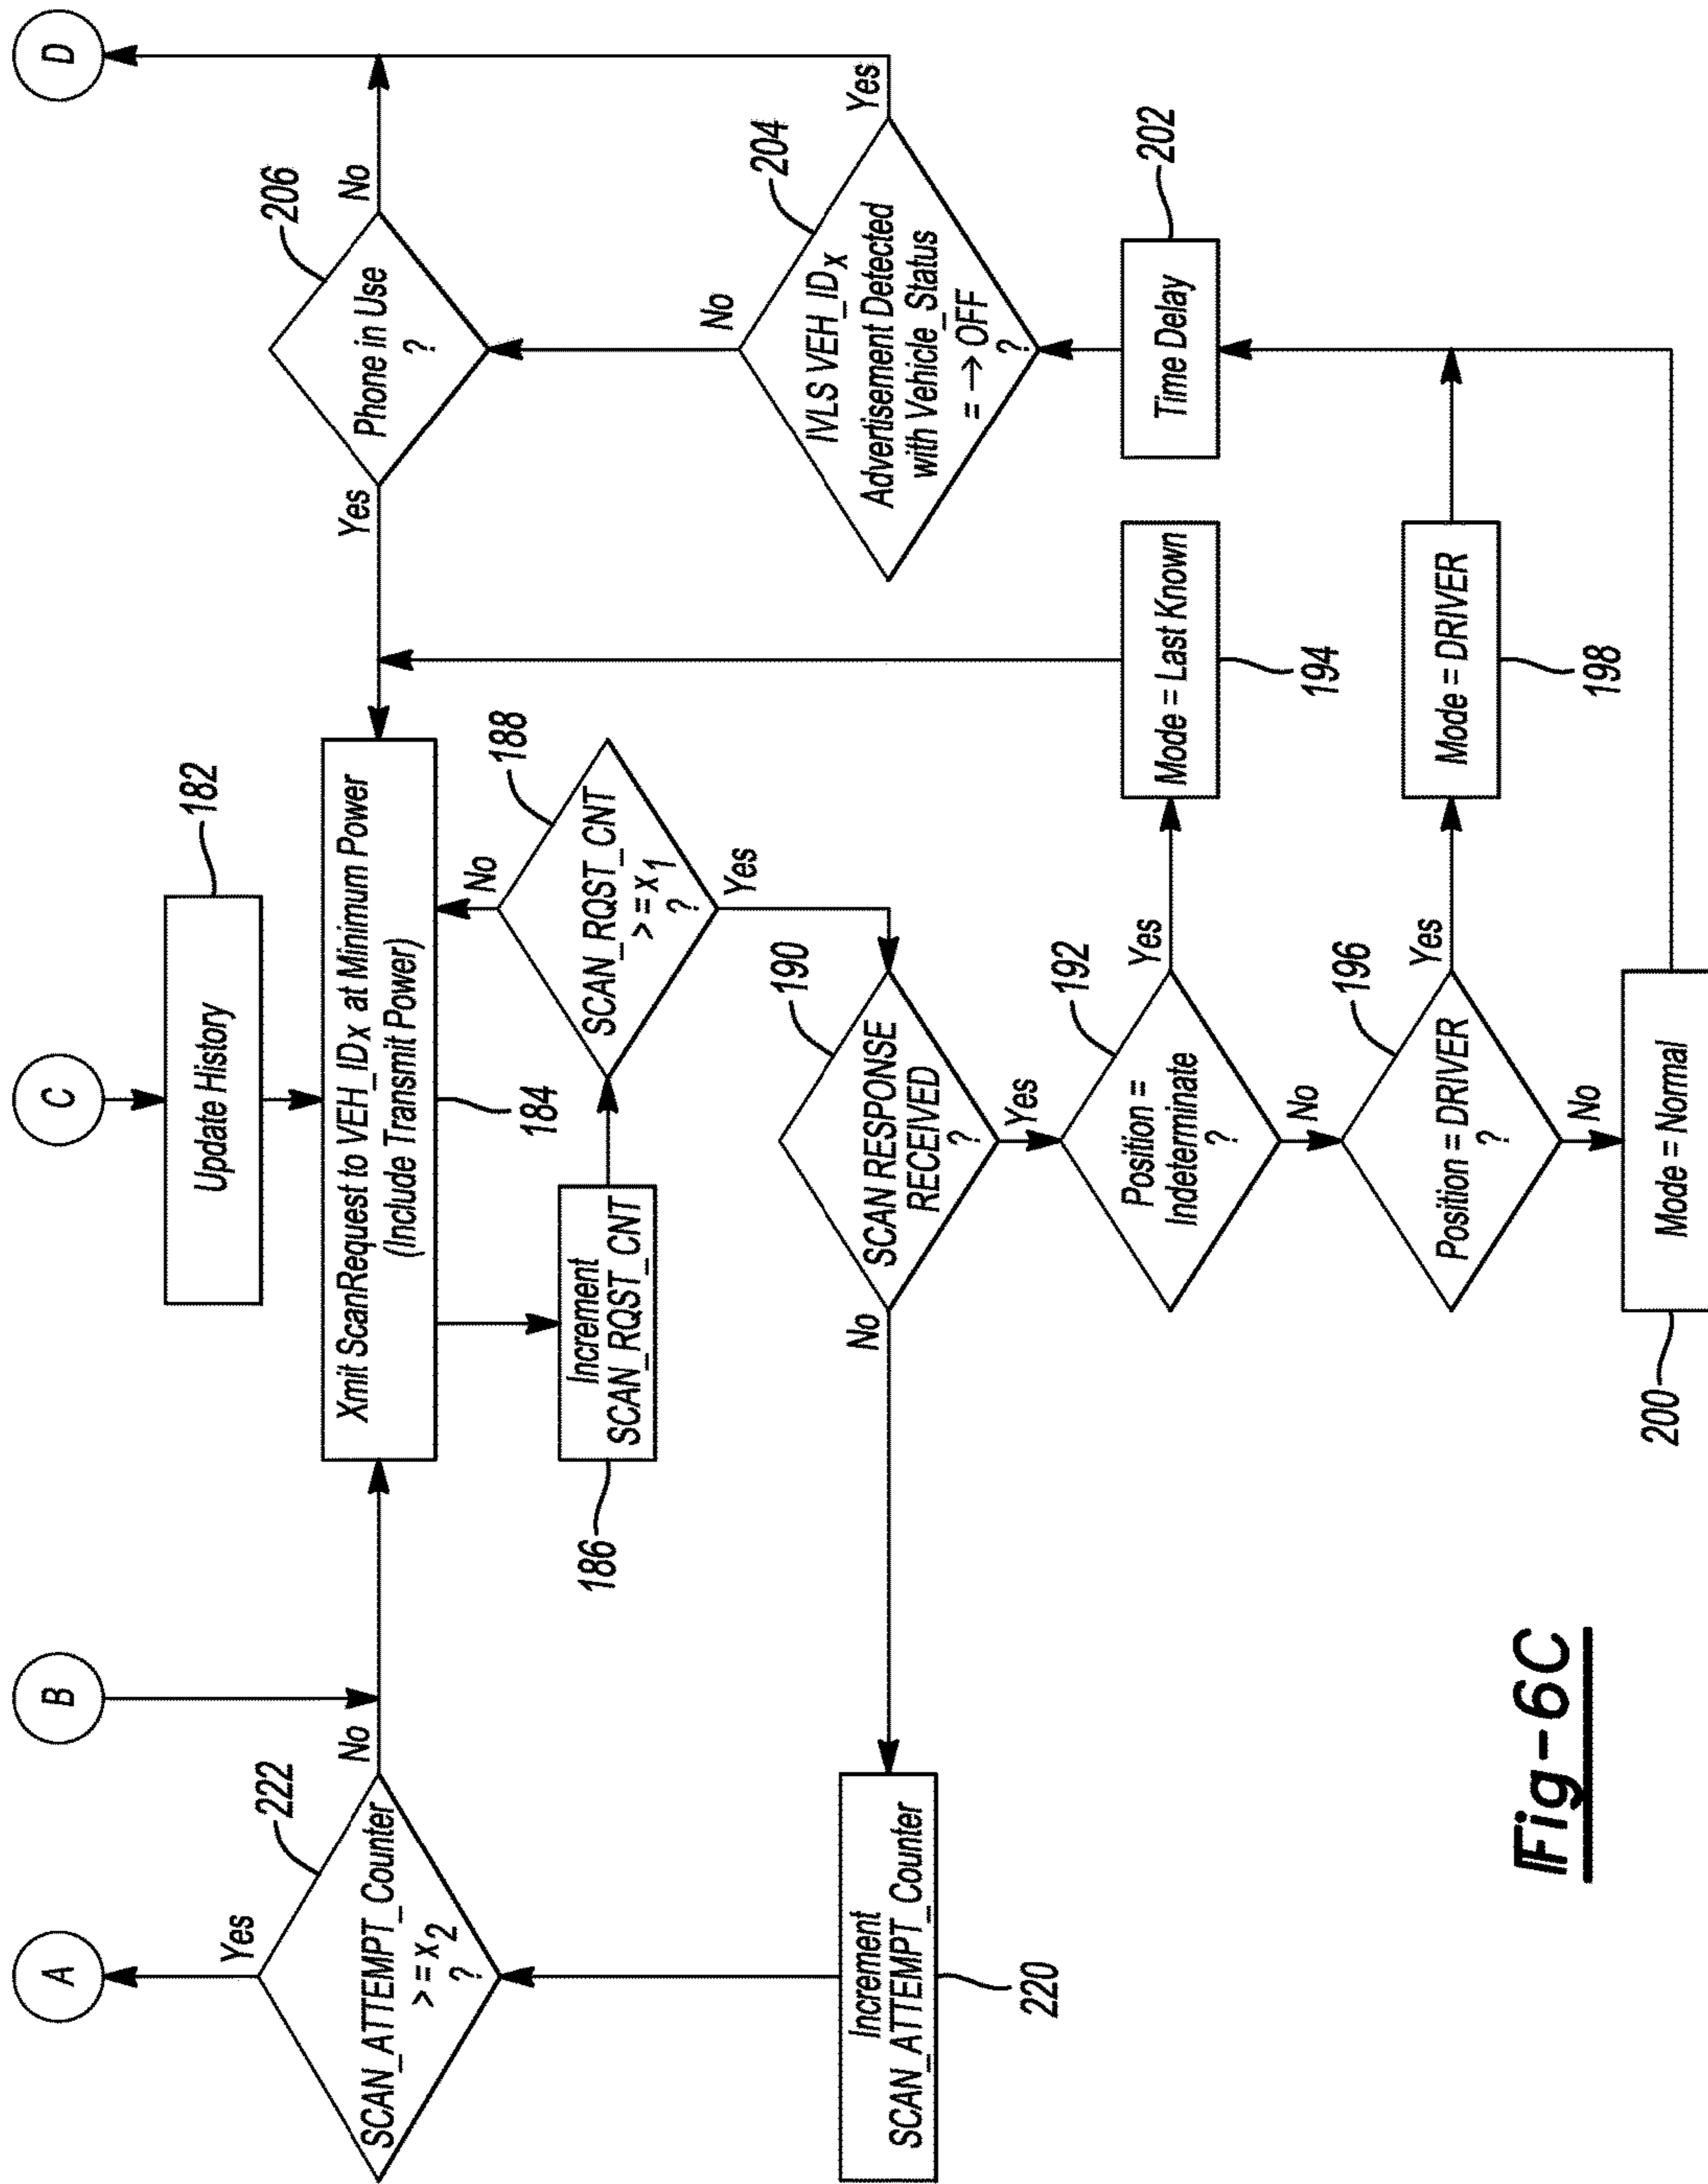 A
B
C
D
Update History
182
Xmit ScanRequest to VEH_IDx at Minimum Power
(Include Transmit Power)
184
Increment
SCAN_RQST_CNT
186
SCAN_RQST_CNT
> = x1
?
188
No
Yes
SCAN RESPONSE
RECEIVED
?
190
No
Yes
Position =
Indeterminate
?
192
Yes
No
Mode = Last Known
194
Position = DRIVER
?
196
Yes
No
Mode = DRIVER
198
Mode = Normal
200
Time Delay
202
IVLS VEH_IDx
Advertisement Detected
with Vehicle_Status
= → OFF
?
204
No
Yes
Phone in Use
?
206
Yes
No
Increment
SCAN_ATTEMPT_Counter
220
SCAN_ATTEMPT_Counter
> = x2
?
222
Yes
No
Fig-6C